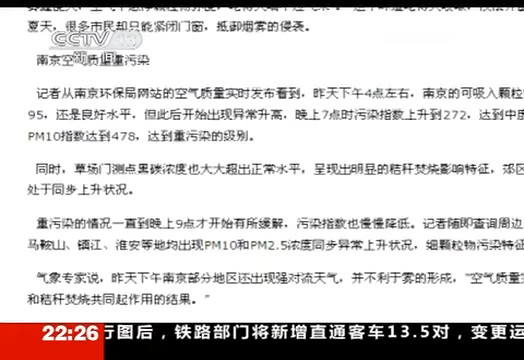 夏天，很多市民却只能紧闭门窗，抵御烟雾的侵袭。
CCTV 13
新闻
南京空气质量重污染
记者从南京环保局网站的空气质量实时发布看到，昨天下午4点左右，南京的可吸入颗粒
95，还是良好水平，但此后开始出现异常升高，晚上7点时污染指数上升到272，达到中度
PM10指数达到478，达到重污染的级别。
同时，草场门测点黑碳浓度也大大超出正常水平，呈现出明显的秸秆焚烧影响特征，郊区
处于同步上升状况。
重污染的情况一直到晚上9点才开始有所缓解，污染指数也慢慢降低。记者随即查询周边
马鞍山、镇江、淮安等地均出现PM10和PM2.5浓度同步异常上升状况，细颗粒物污染特征
气象专家说，昨天下午南京部分地区还出现强对流天气，并不利于雾的形成，“空气质量
和秸秆焚烧共同起作用的结果。”
22:26 行图后，铁路部门将新增直通客车13.5对，变更运